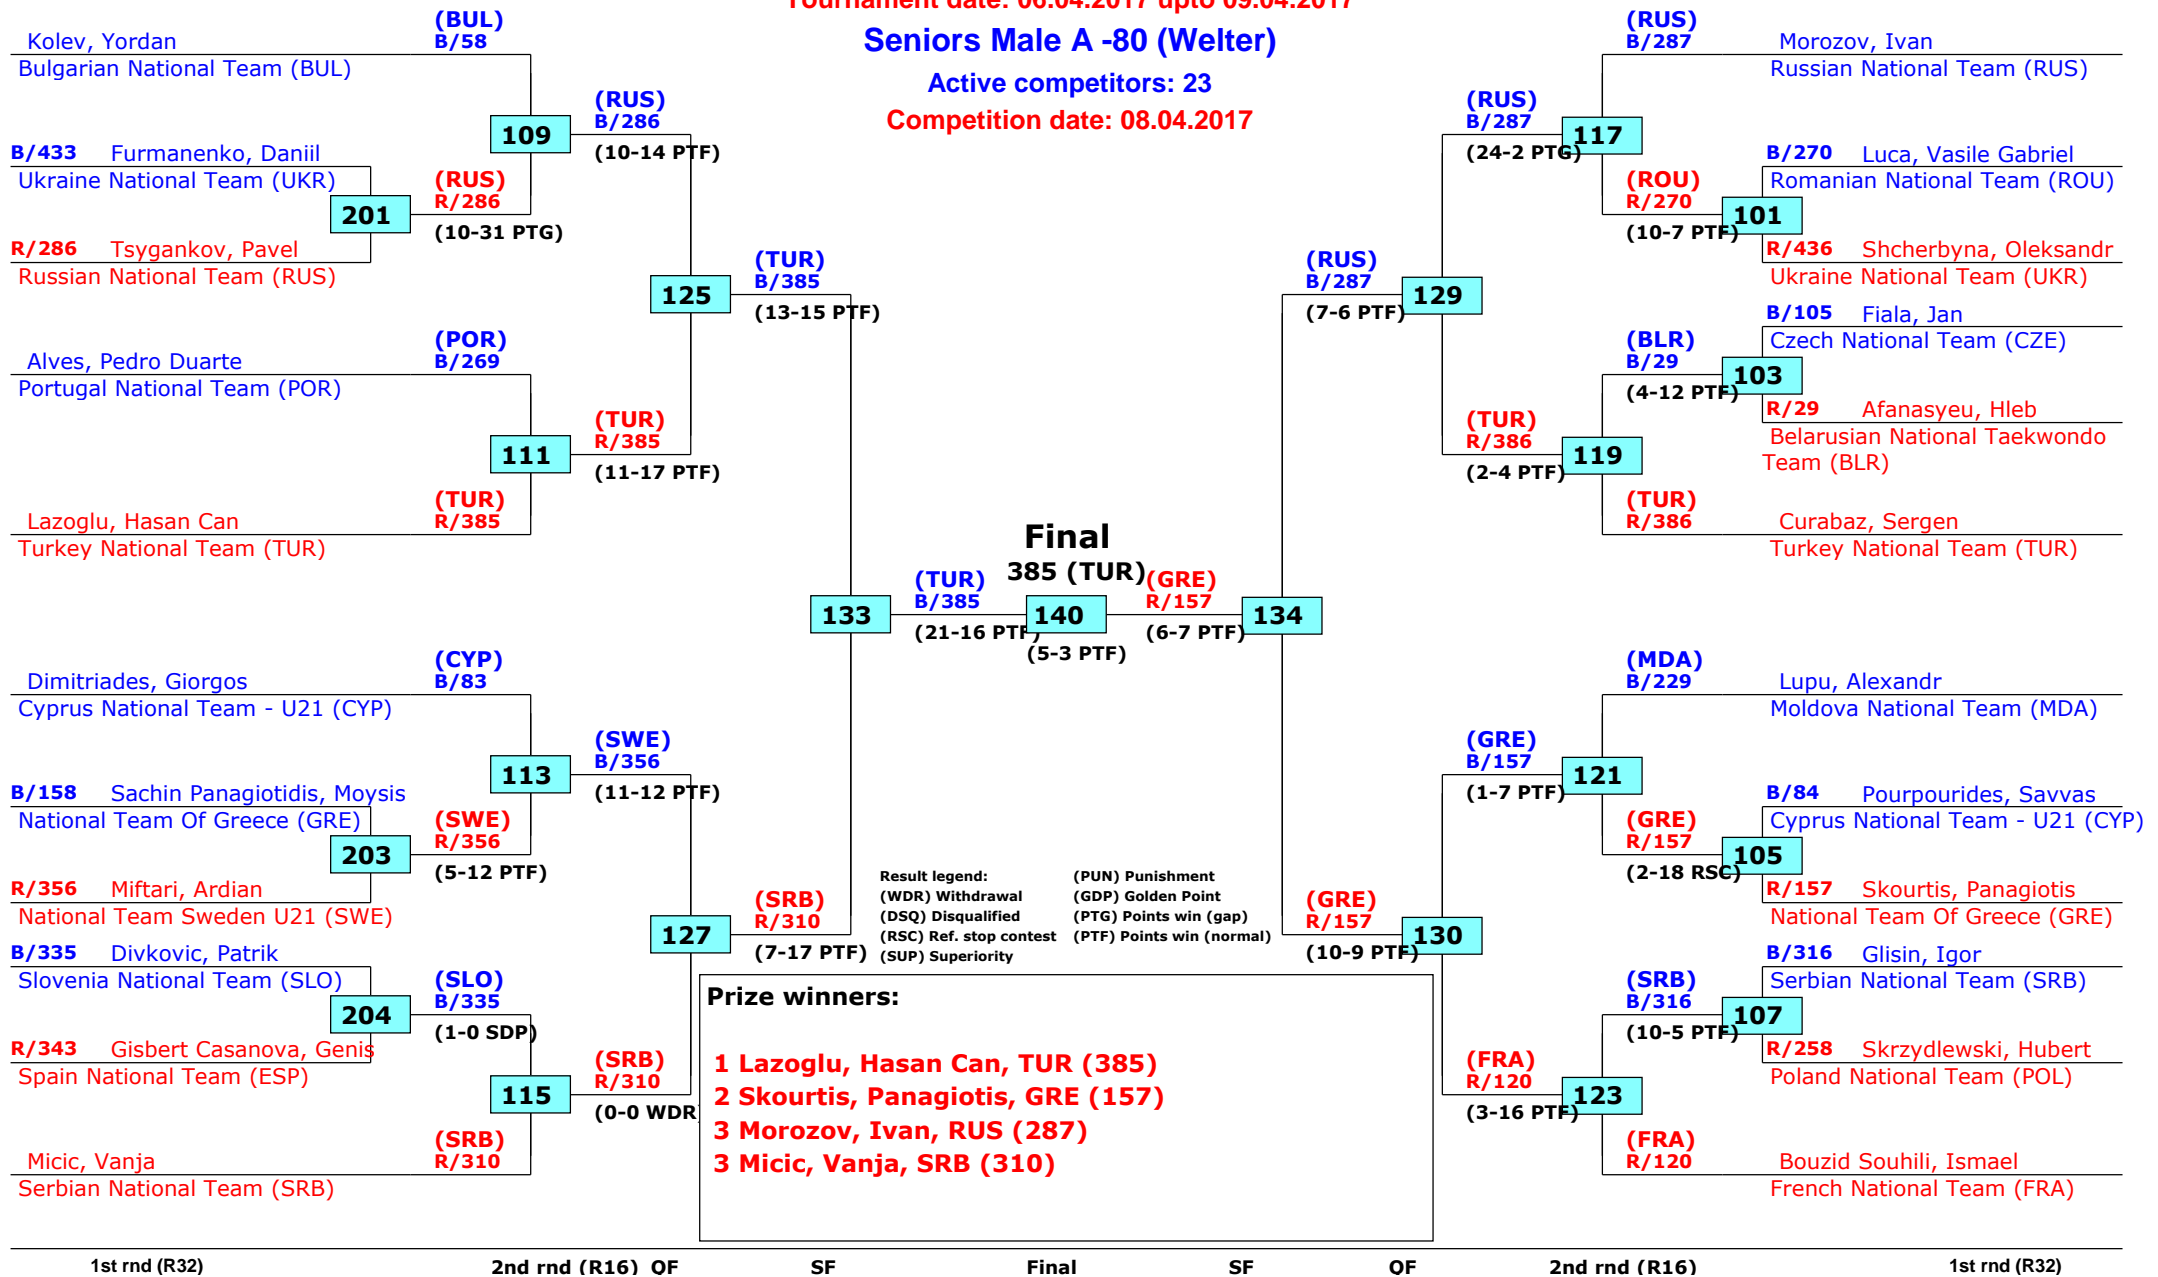 Tournament date: 06.04.2017 upto 09.04.2017
Seniors Male A -80 (Welter)
Active competitors: 23
Competition date: 08.04.2017
Kolev, Yordan
Bulgarian National Team (BUL)
(BUL)
B/58
B/433 Furmanenko, Daniil
Ukraine National Team (UKR)
R/286 Tsygankov, Pavel
Russian National Team (RUS)
201
(RUS)
R/286
(10-31 PTG)
109
(RUS)
B/286
(10-14 PTF)
Alves, Pedro Duarte
Portugal National Team (POR)
(POR)
B/269
Lazoglu, Hasan Can
Turkey National Team (TUR)
(TUR)
R/385
111
(TUR)
R/385
(11-17 PTF)
125
(TUR)
B/385
(13-15 PTF)
Dimitriades, Giorgos
Cyprus National Team - U21 (CYP)
(CYP)
B/83
B/158 Sachin Panagiotidis, Moysis
National Team Of Greece (GRE)
R/356 Miftari, Ardian
National Team Sweden U21 (SWE)
203
(SWE)
R/356
(5-12 PTF)
113
(SWE)
B/356
(11-12 PTF)
B/335 Divkovic, Patrik
Slovenia National Team (SLO)
R/343 Gisbert Casanova, Genis
Spain National Team (ESP)
204
(SLO)
B/335
(1-0 SDP)
Micic, Vanja
Serbian National Team (SRB)
(SRB)
R/310
115
(SRB)
R/310
(0-0 WDR)
127
(SRB)
R/310
(7-17 PTF)
133
(TUR)
B/385
(21-16 PTF)
Final
385 (TUR)
140
(5-3 PTF)
(GRE)
R/157
(6-7 PTF)
134
(RUS)
B/287
(7-6 PTF)
129
(RUS)
B/287
(24-2 PTG)
117
(RUS)
B/287
Morozov, Ivan
Russian National Team (RUS)
(ROU)
R/270
(10-7 PTF)
101
B/270 Luca, Vasile Gabriel
Romanian National Team (ROU)
R/436 Shcherbyna, Oleksandr
Ukraine National Team (UKR)
(TUR)
R/386
(2-4 PTF)
119
(BLR)
B/29
(4-12 PTF)
103
B/105 Fiala, Jan
Czech National Team (CZE)
R/29 Afanasyeu, Hleb
Belarusian National Taekwondo
Team (BLR)
(TUR)
R/386
Curabaz, Sergen
Turkey National Team (TUR)
(GRE)
R/157
(10-9 PTF)
130
(GRE)
B/157
(1-7 PTF)
121
(MDA)
B/229
Lupu, Alexandr
Moldova National Team (MDA)
(GRE)
R/157
(2-18 RSC)
105
B/84 Pourpourides, Savvas
Cyprus National Team - U21 (CYP)
R/157 Skourtis, Panagiotis
National Team Of Greece (GRE)
(FRA)
R/120
(3-16 PTF)
123
(SRB)
B/316
(10-5 PTF)
107
B/316 Glisin, Igor
Serbian National Team (SRB)
R/258 Skrzydlewski, Hubert
Poland National Team (POL)
(FRA)
R/120
Bouzid Souhili, Ismael
French National Team (FRA)
Result legend:
(WDR) Withdrawal
(DSQ) Disqualified
(RSC) Ref. stop contest
(SUP) Superiority
(PUN) Punishment
(GDP) Golden Point
(PTG) Points win (gap)
(PTF) Points win (normal)
Prize winners:
1 Lazoglu, Hasan Can, TUR (385)
2 Skourtis, Panagiotis, GRE (157)
3 Morozov, Ivan, RUS (287)
3 Micic, Vanja, SRB (310)
1st rnd (R32) 2nd rnd (R16) QF SF Final SF QF 2nd rnd (R16) 1st rnd (R32)